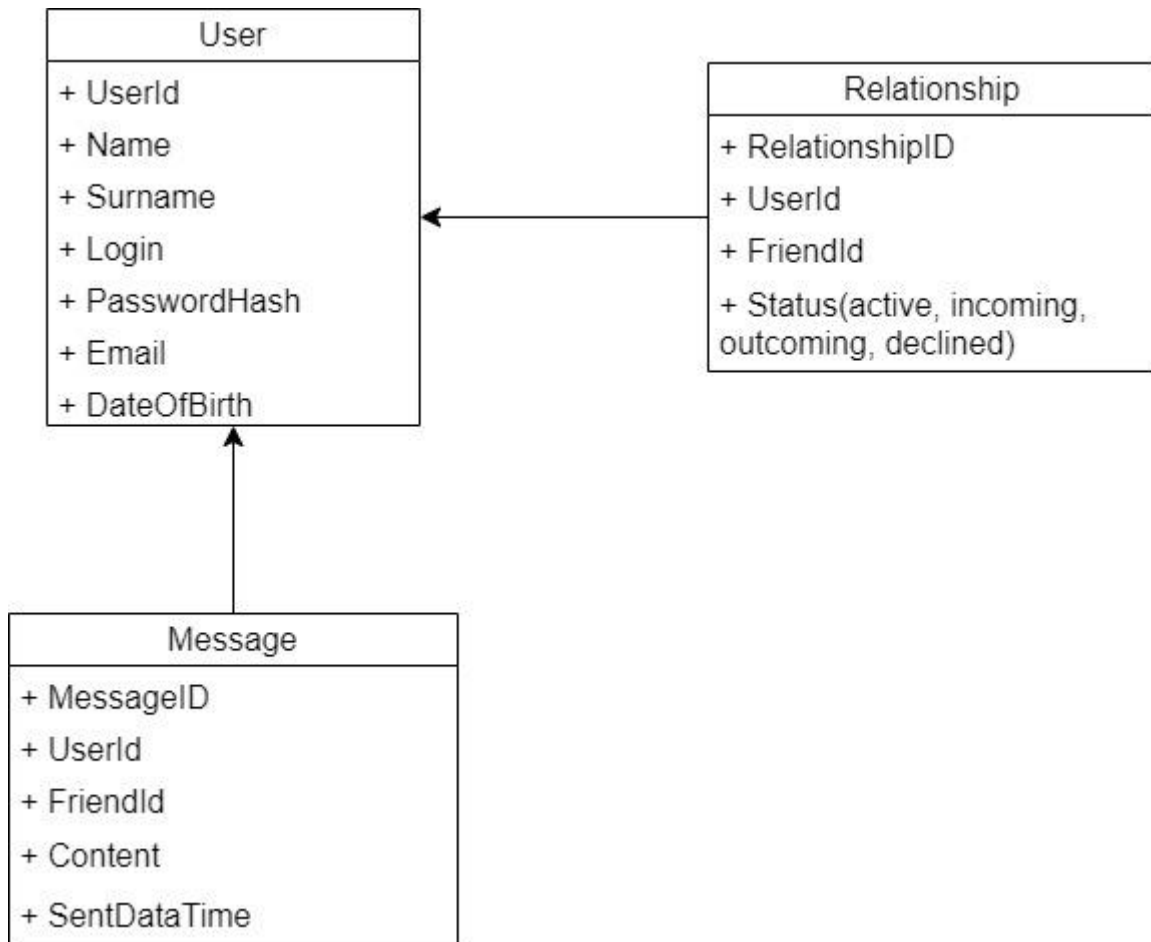 User
+ UserId
+ Name
+ Surname
+ Login
+ PasswordHash
+ Email
+ DateOfBirth
Relationship
+ RelationshipID
+ UserId
+ FriendId
+ Status(active, incoming,
outcoming, declined)
Message
+ MessageID
+ UserId
+ FriendId
+ Content
+ SentDataTime